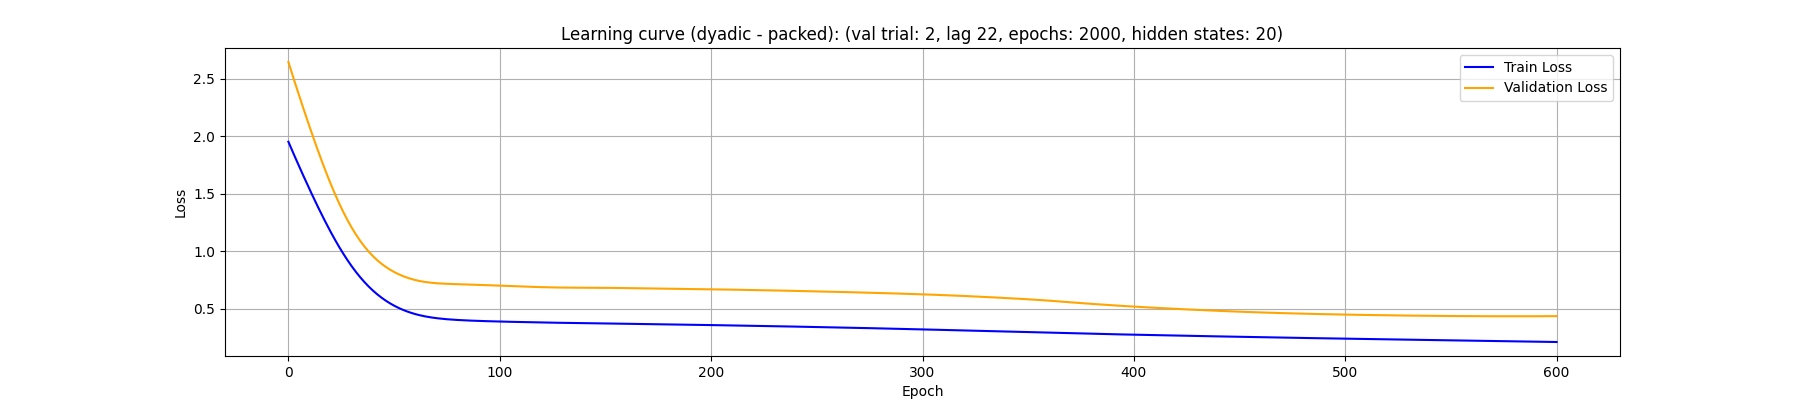 Learning curve (dyadic - packed): (val trial: 2, lag 22, epochs: 2000, hidden states: 20)
Train Loss
Validation Loss
Loss
2.5
2.0
1.5
1.0
0.5
0 100 200 300 400 500 600
Epoch